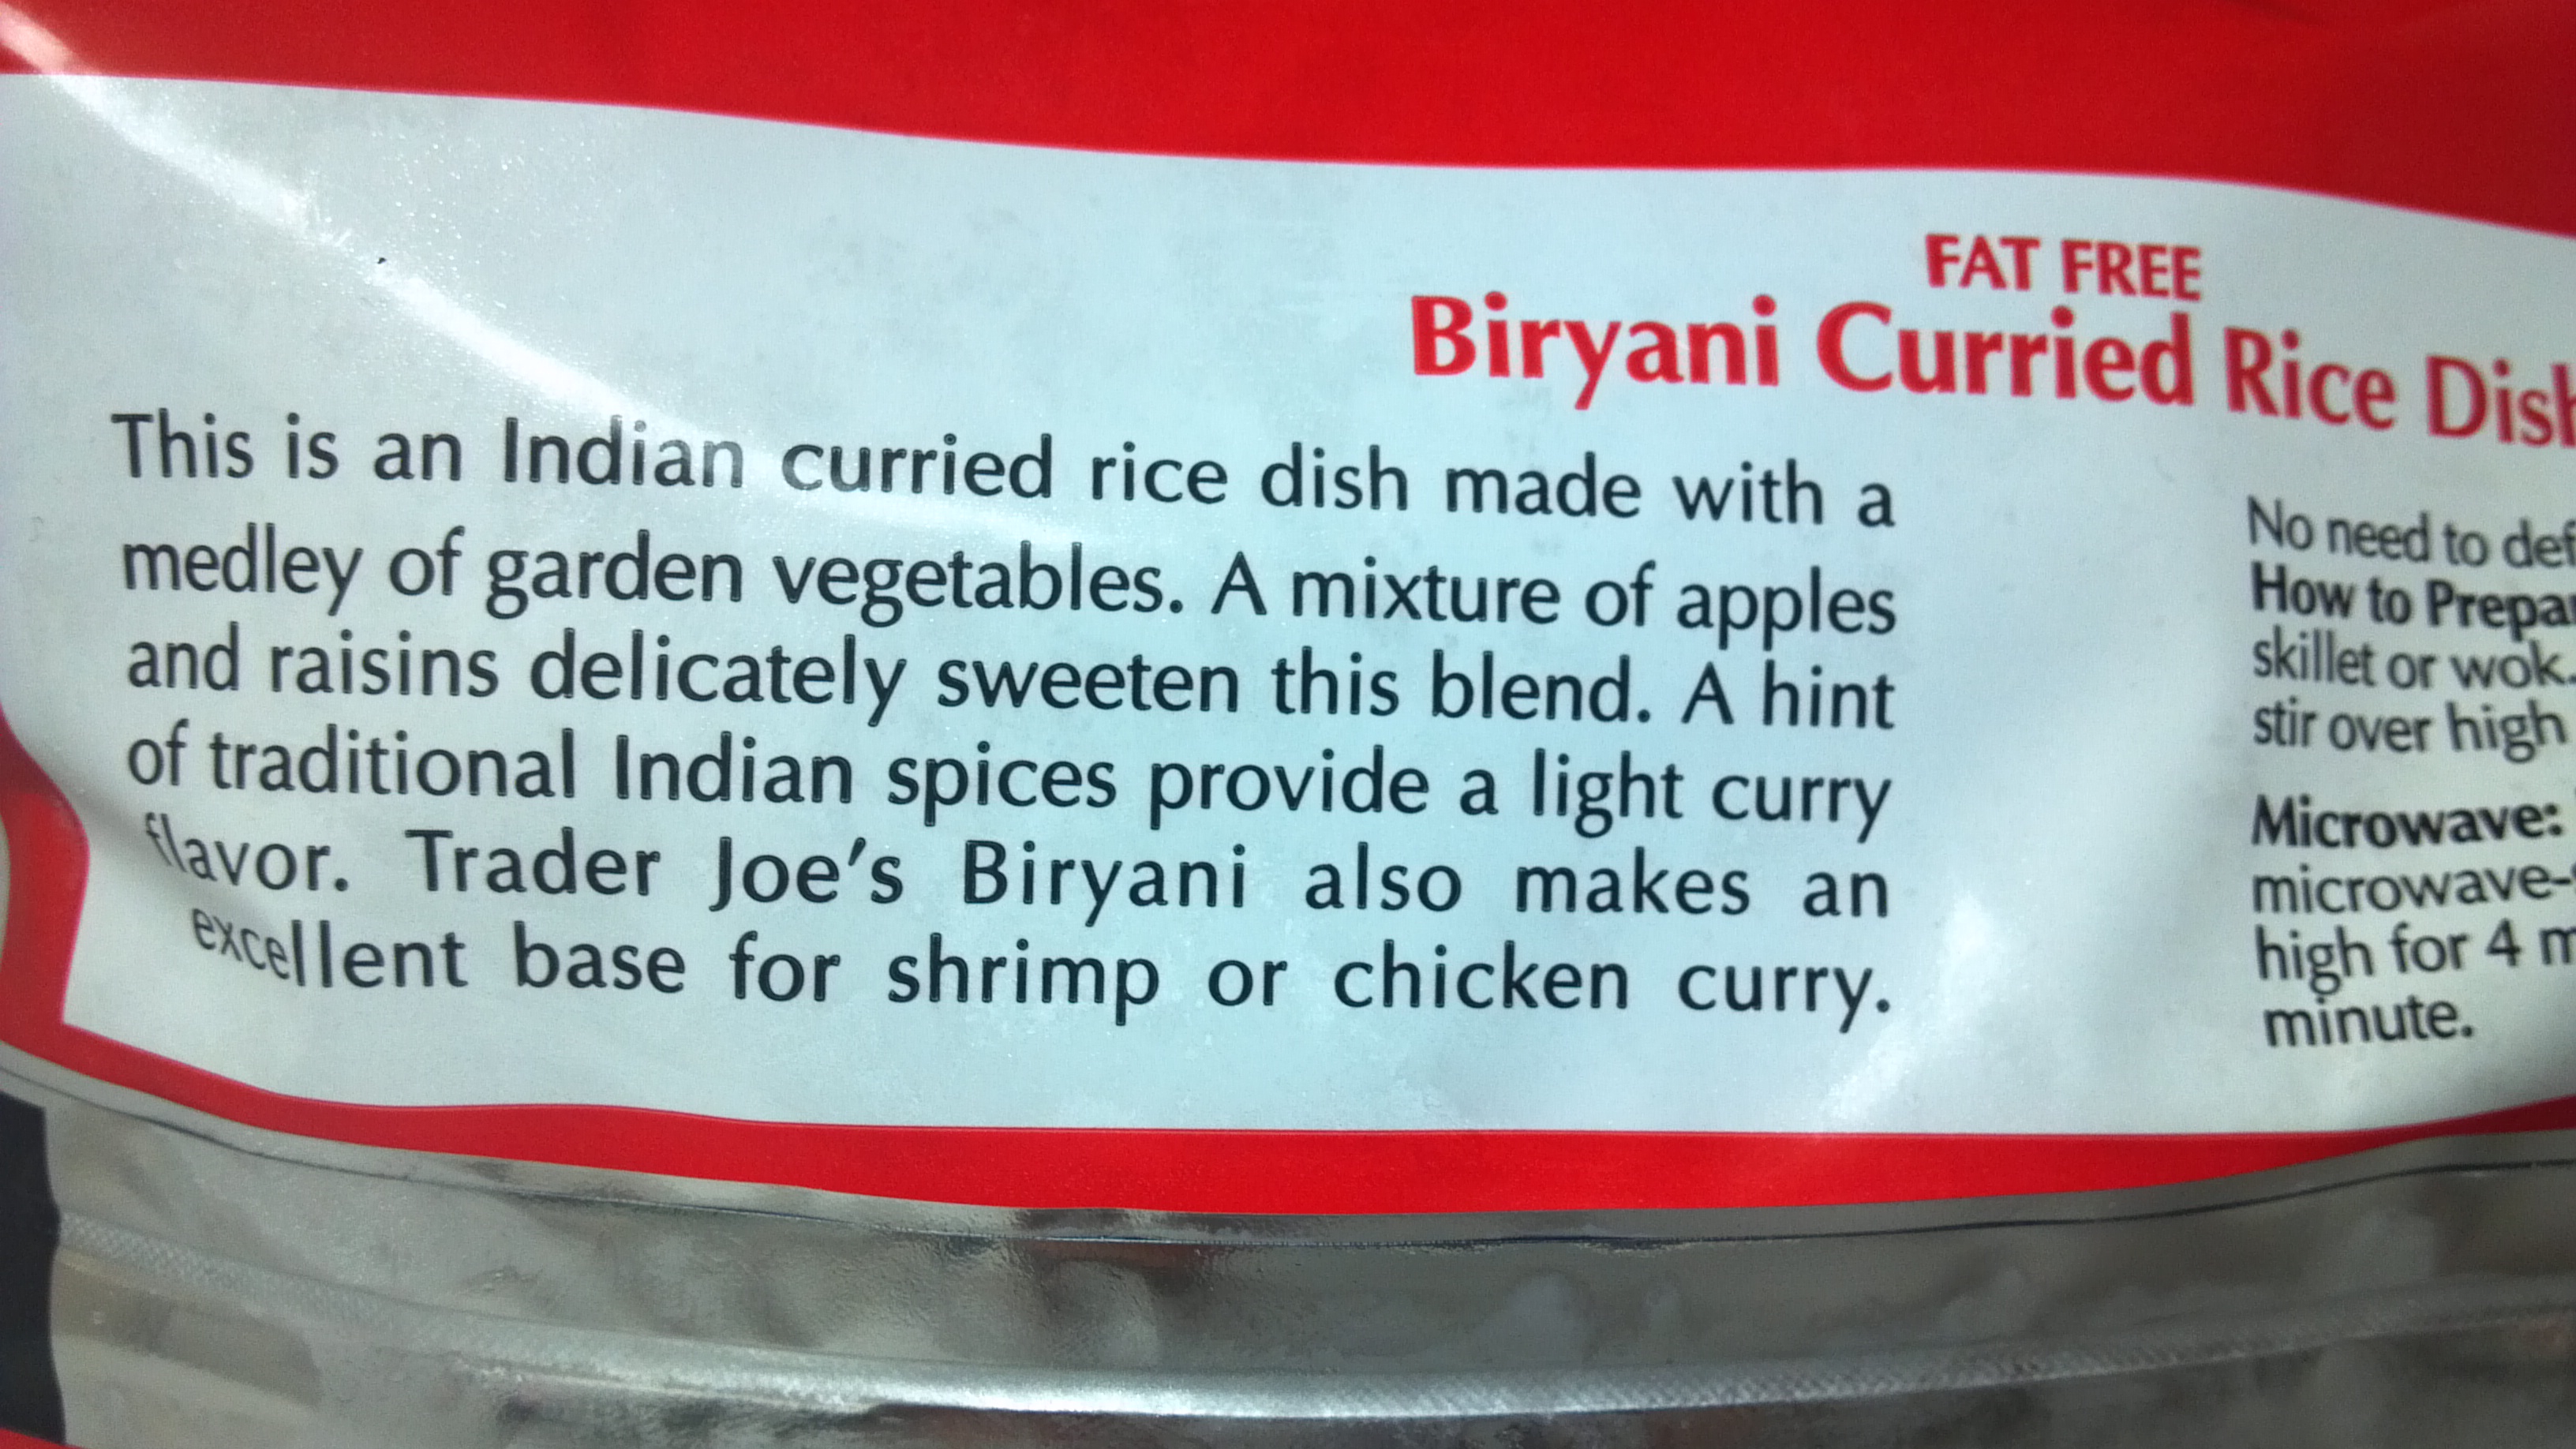 FAT FREE
Biryani Curried Rice Dish
This is an Indian curried rice dish made with a
medley of garden vegetables. A mixture of apples
and raisins delicately sweeten this blend. A hint
of traditional Indian spices provide a light curry
flavor. Trader Joe's Biryani also makes an
excellent base for shrimp or chicken curry.
No need to
How to
skillet or wok.
stir over high
Microwave:
microwave-
high for 4
minute.